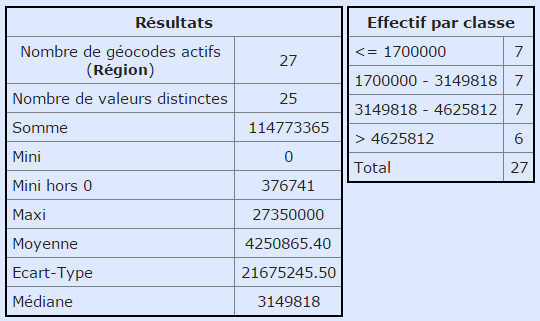 Résultats
Nombre de géocodes actifs
(Région) 27
Nombre de valeurs distinctes 25
Somme 114773365
Mini 0
Mini hors 0 376741
Maxi 27350000
Moyenne 4250865.40
Ecart-Type 21675245.50
Médiane 3149818
Effectif par classe
<= 1700000 7
1700000 - 3149818 7
3149818 - 4625812 7
> 4625812 6
Total 27